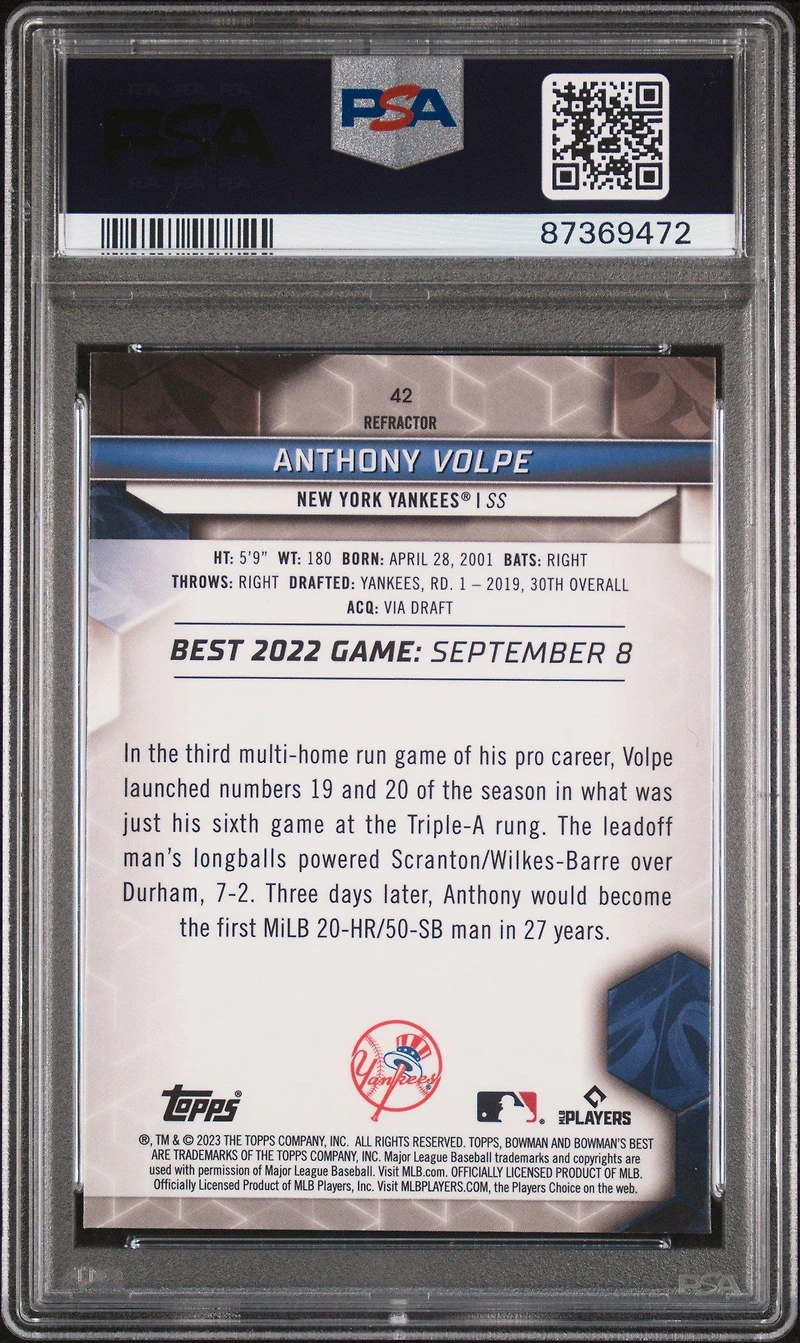 PSA
PSA
87369472
42
REFRACTOR
ANTHONY VOLPE
NEW YORK YANKEES® | SS
HT: 5'9" WT: 180 BORN: APRIL 28, 2001 BATS: RIGHT
THROWS: RIGHT DRAFTED: YANKEES, RD. 1 – 2019, 30TH OVERALL
ACQ: VIA DRAFT
BEST 2022 GAME: SEPTEMBER 8
In the third multi-home run game of his pro career, Volpe
launched numbers 19 and 20 of the season in what was
just his sixth game at the Triple-A rung. The leadoff
man's longballs powered Scranton/Wilkes-Barre over
Durham, 7-2. Three days later, Anthony would become
the first MiLB 20-HR/50-SB man in 27 years.
Yankees®
Topps®
MLB PLAYERS
®, TM & © 2023 THE TOPPS COMPANY, INC. ALL RIGHTS RESERVED. TOPPS, BOWMAN AND BOWMAN'S BEST
ARE TRADEMARKS OF THE TOPPS COMPANY, INC. Major League Baseball trademarks and copyrights are
used with permission of Major League Baseball. Visit MLB.com. OFFICIALLY LICENSED PRODUCT OF MLB.
Officially Licensed Product of MLB Players, Inc. Visit MLBPLAYERS.COM, the Players Choice on the web.
PSA